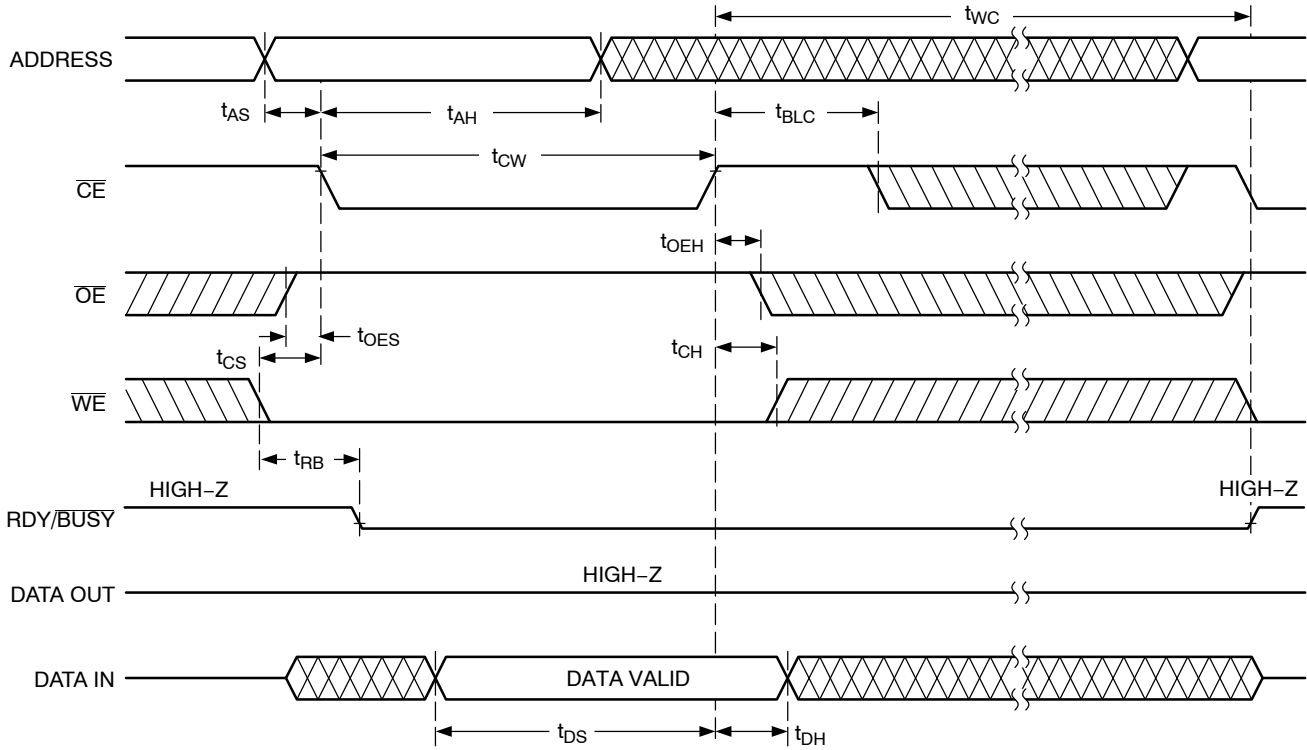 tWC
ADDRESS
tAS
tAH
tBLC
tCW
CE
tOEH
OE
tOES
tCS
tCH
WE
tRB
HIGH–Z
HIGH–Z
RDY/BUSY
HIGH–Z
DATA OUT
DATA IN
DATA VALID
tDS
tDH